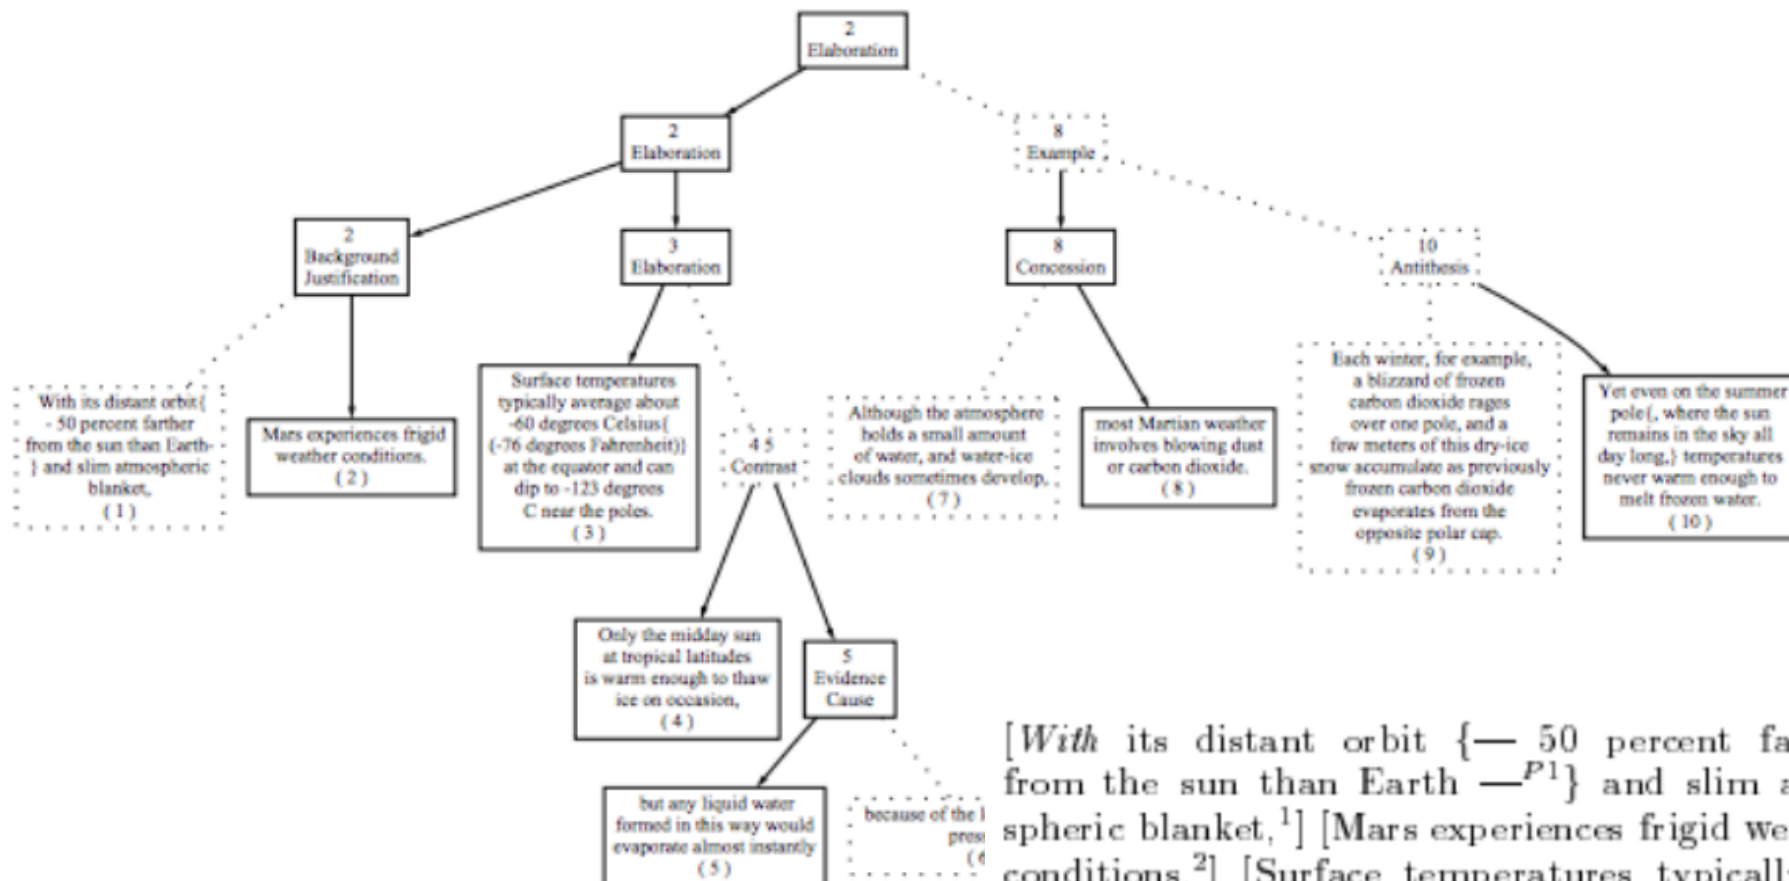 2
Elaboration
2
Elaboration
8
Example
2
Background
Justification
3
Elaboration
8
Concession
10
Antithesis
With its distant orbit{
- 50 percent farther
from the sun than Earth-
} and slim atmospheric
blanket,
(1)
Mars experiences frigid
weather conditions.
(2)
Surface temperatures
typically average about
-60 degrees Celsius{
(-76 degrees Fahrenheit)}
at the equator and can
dip to -123 degrees
C near the poles.
(3)
4 5
Contrast
Although the atmosphere
holds a small amount
of water, and water-ice
clouds sometimes develop,
(7)
most Martian weather
involves blowing dust
or carbon dioxide.
(8)
Each winter, for example,
a blizzard of frozen
carbon dioxide rages
over one pole, and a
few meters of this dry-ice
snow accumulate as previously
frozen carbon dioxide
evaporates from the
opposite polar cap.
(9)
Yet even on the summer
pole{, where the sun
remains in the sky all
day long,} temperatures
never warm enough to
melt frozen water.
(10)
Only the midday sun
at tropical latitudes
is warm enough to thaw
ice on occasion,
(4)
5
Evidence
Cause
but any liquid water
formed in this way would
evaporate almost instantly
(5)
because of the
pres
(6
[With its distant orbit {— 50 percent fa
from the sun than Earth —P1} and slim a
spheric blanket,1] [Mars experiences frigid we
conditions.2] [Surface temperatures typicall